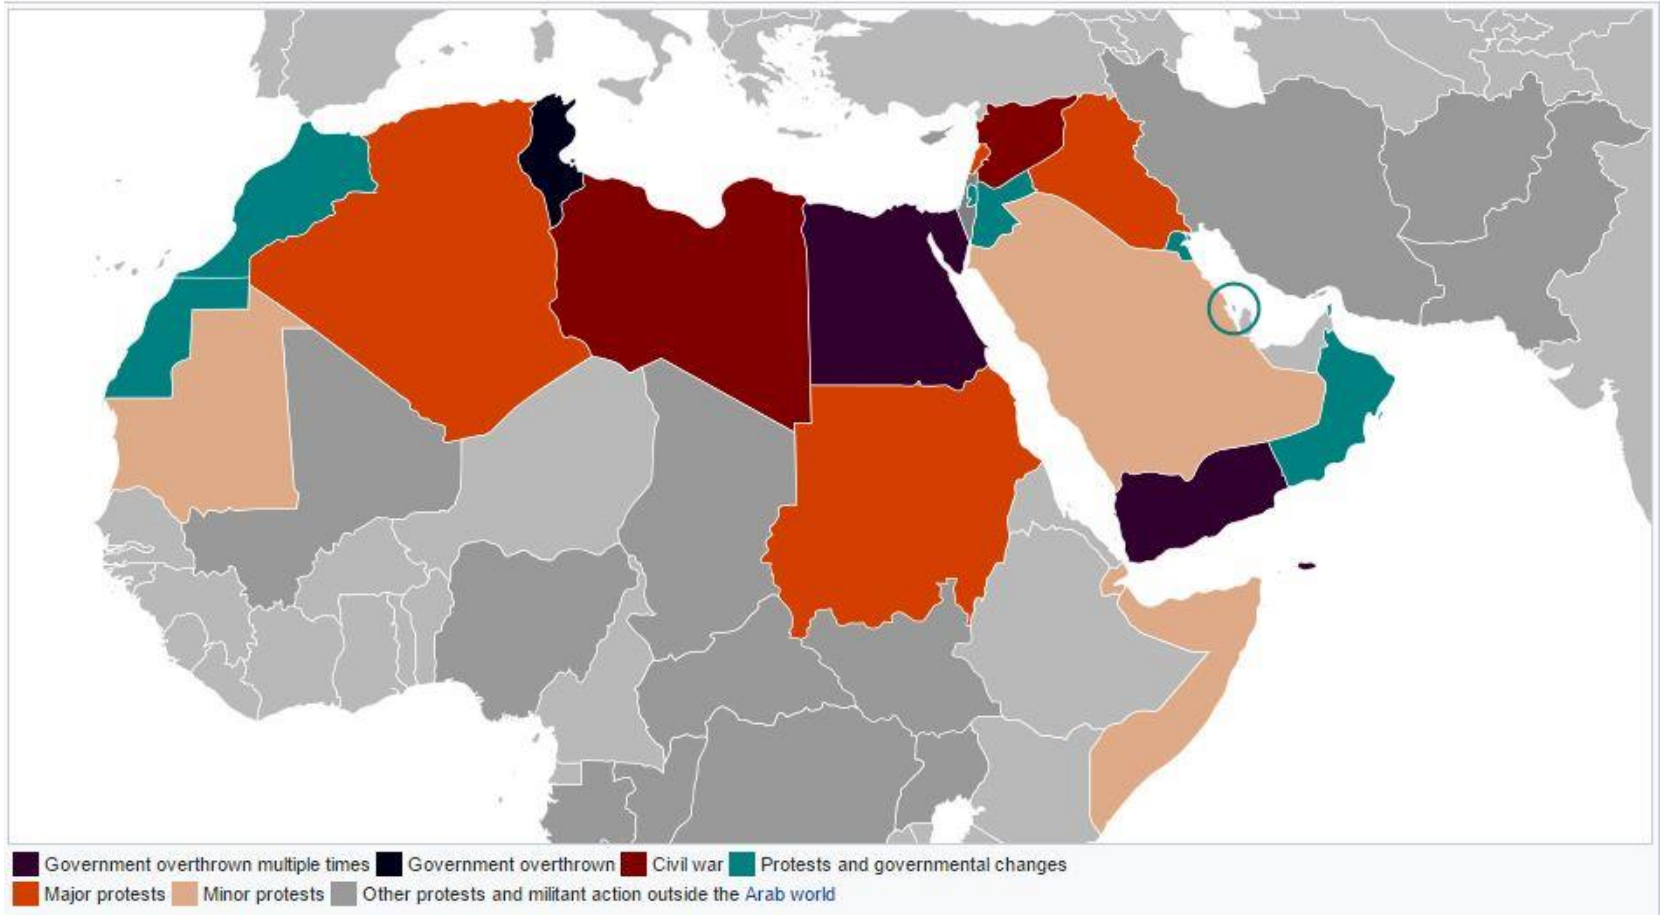 Government overthrown multiple times Government overthrown Civil war Protests and governmental changes
Major protests Minor protests Other protests and militant action outside the Arab world